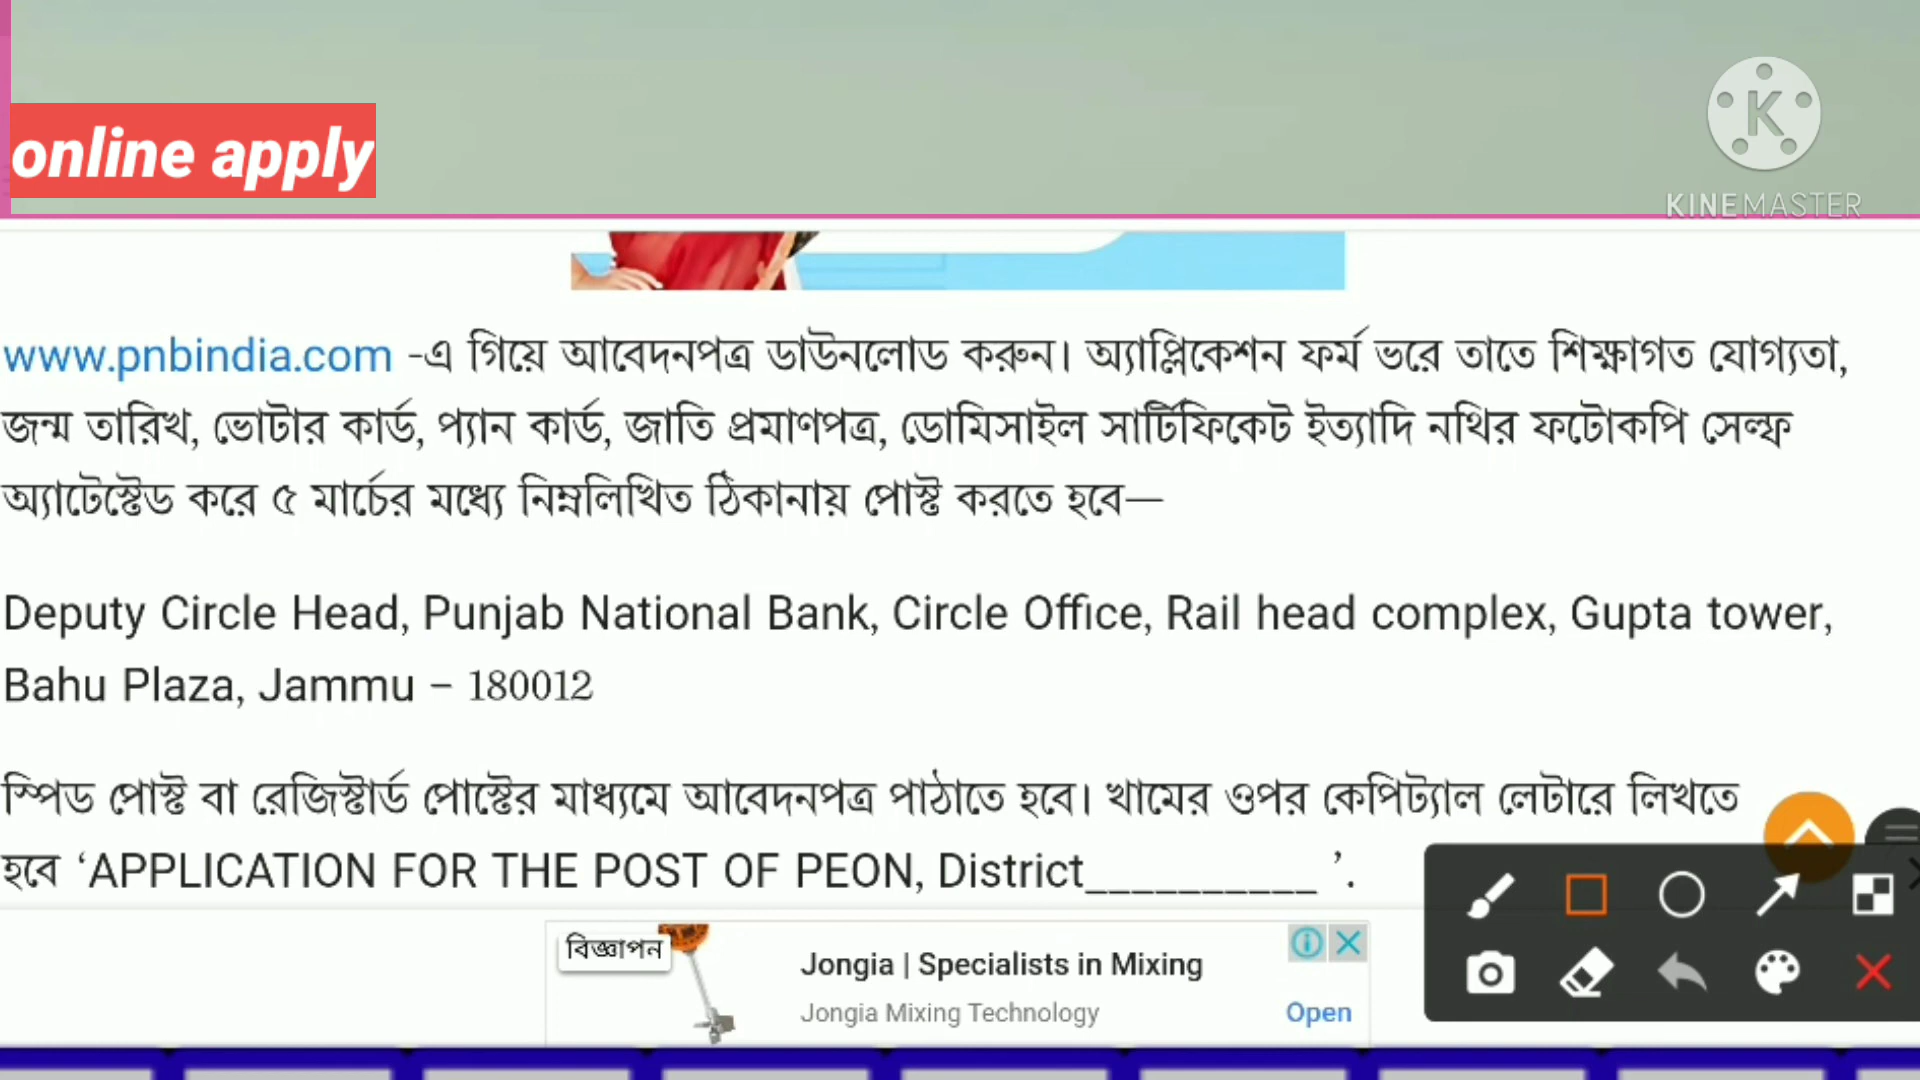 online apply
K
KINEMASTER
www.pnbindia.com -এ গিয়ে আবেদনপত্র ডাউনলোড করুন। অ্যাপ্লিকেশন ফর্ম ভরে তাতে শিক্ষাগত যোগ্যতা,
জন্ম তারিখ, ভোটার কার্ড, প্যান কার্ড, জাতি প্রমাণপত্র, ডোমিসাইল সার্টিফিকেট ইত্যাদি নথির ফটোকপি সেল্ফ
অ্যাটেস্টেড করে ৫ মার্চের মধ্যে নিম্নলিখিত ঠিকানায় পোস্ট করতে হবে—
Deputy Circle Head, Punjab National Bank, Circle Office, Rail head complex, Gupta tower,
Bahu Plaza, Jammu – 180012
স্পিড পোস্ট বা রেজিস্টার্ড পোস্টের মাধ্যমে আবেদনপত্র পাঠাতে হবে। খামের ওপর কেপিট্যাল লেটারে লিখতে
হবে ‘APPLICATION FOR THE POST OF PEON, District__________ ’.
বিজ্ঞাপন
Jongia | Specialists in Mixing
Jongia Mixing Technology
Open